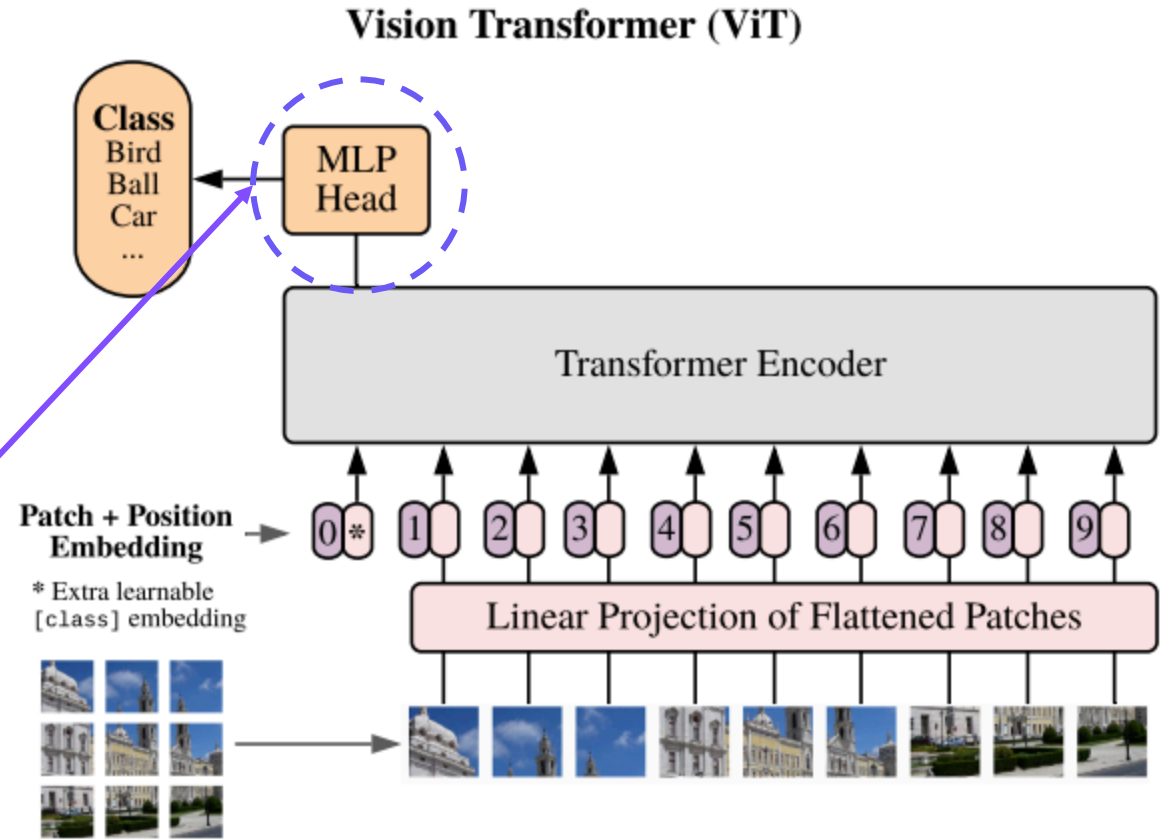 Vision Transformer (ViT)
Class
Bird
Ball
Car
...
MLP
Head
Transformer Encoder
Patch + Position
Embedding
0 * 1 2 3 4 5 6 7 8 9
* Extra learnable
[class] embedding
Linear Projection of Flattened Patches